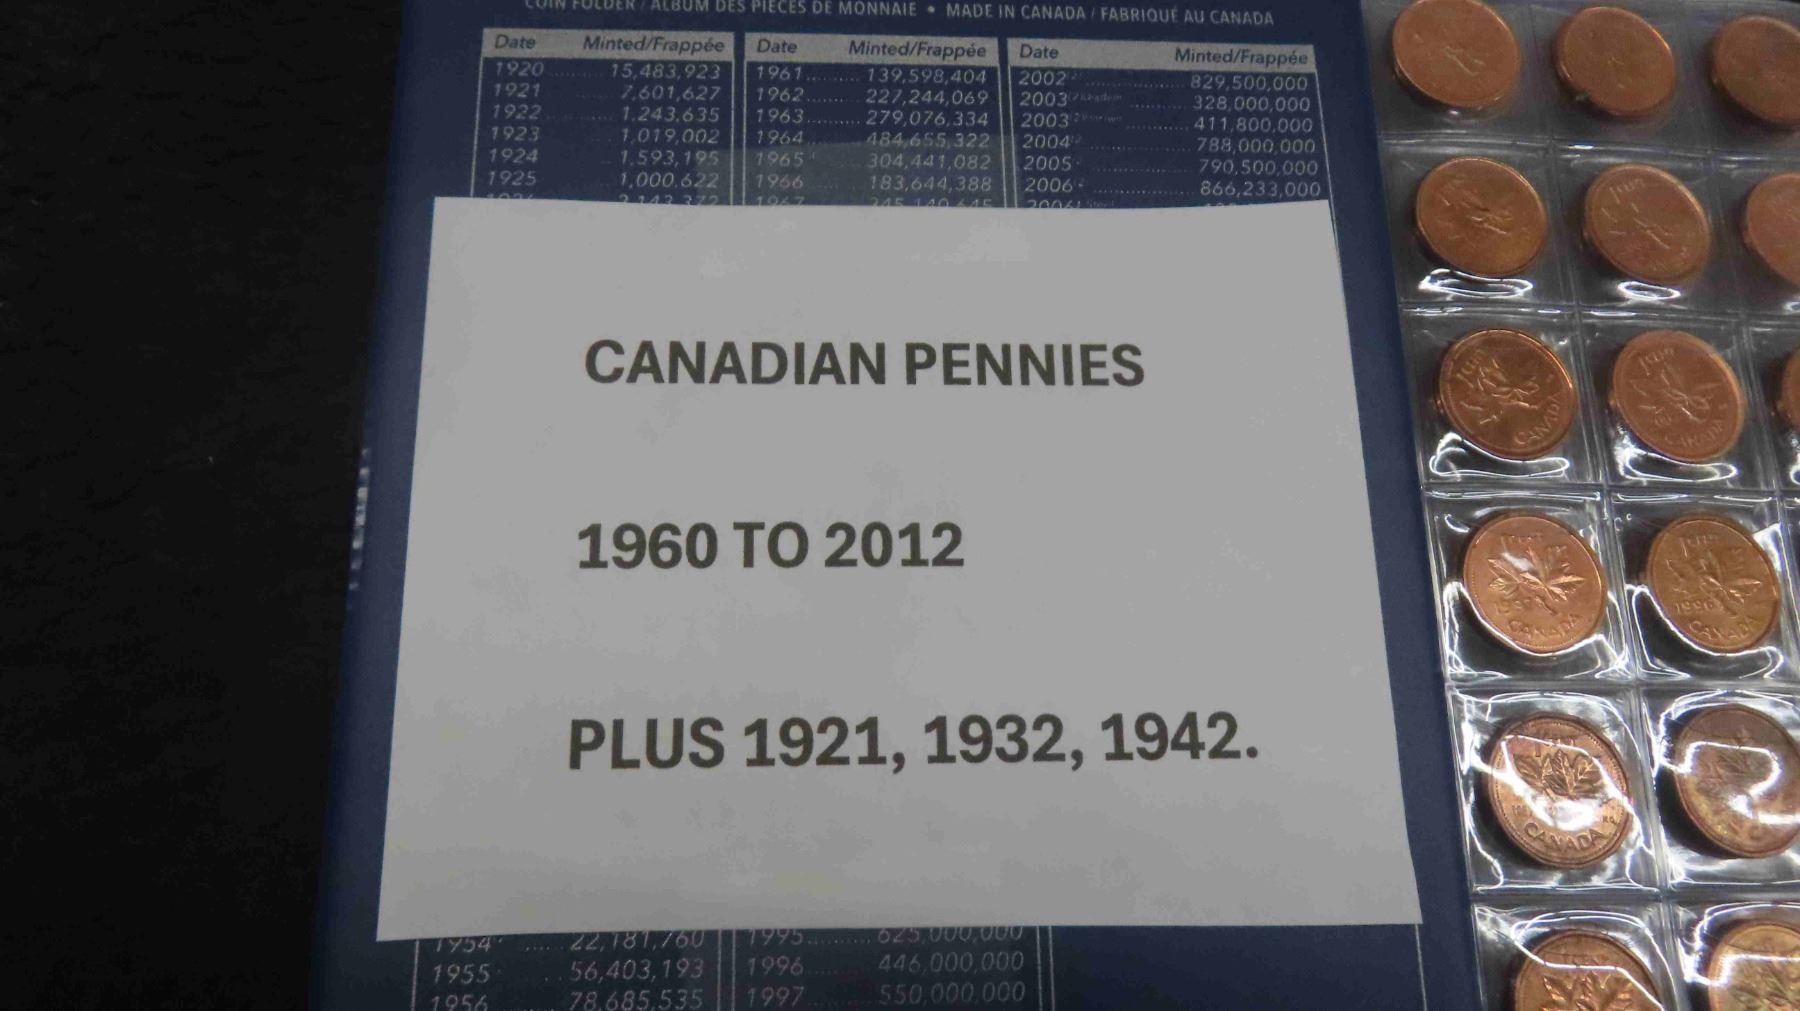 COIN FOLDER / ALBUM DES PIÈCES DE MONNAIE • MADE IN CANADA / FABRIQUÉ AU CANADA
Date Minted/Frappée
1920 15,483,923
1921 7,601,627
1922 1,243,635
1923 1,019,002
1924 1,593,195
1925 1,000,622
Date Minted/Frappée
1961 139,598,404
1962 227,244,069
1963 279,076,334
1964 484,655,322
1965 304,441,082
1966 183,644,388
1967 345,140,645
Date Minted/Frappée
2002 829,500,000
2003 328,000,000
2003 411,800,000
2004 788,000,000
2005 790,500,000
2006 866,233,000
CANADIAN PENNIES
1960 TO 2012
PLUS 1921, 1932, 1942.
1954 22,181,760
1955 56,403,193
1956 78,685,535
1995 625,000,000
1996 446,000,000
1997 550,000,000
CANADA
CANADA
CANADA
1996
CANADA
CANADA